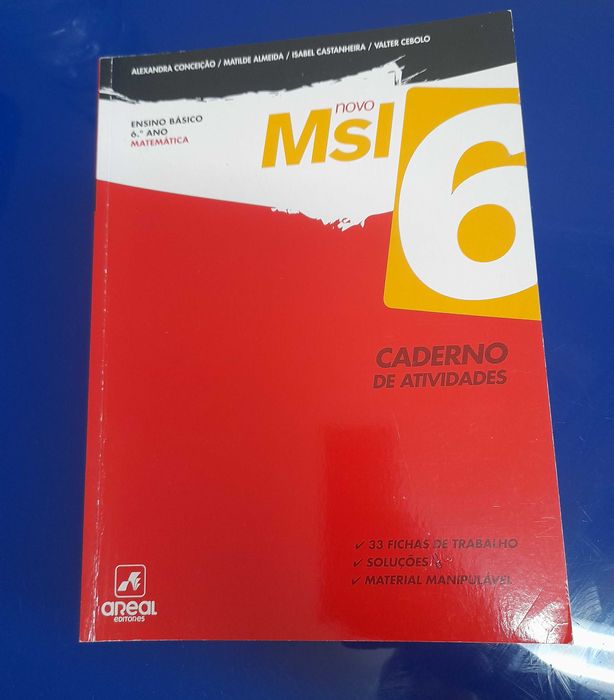 ALEXANDRA CONCEIÇÃO / MATILDE ALMEIDA / ISABEL CASTANHEIRA / VALTER CEBOLO
ENSINO BÁSICO
6.º ANO
MATEMÁTICA
novo
MsI
6
CADERNO
DE ATIVIDADES
✓ 33 FICHAS DE TRABALHO
✓ SOLUÇÕES
✓ MATERIAL MANIPULÁVEL
aReaL
EDITORES